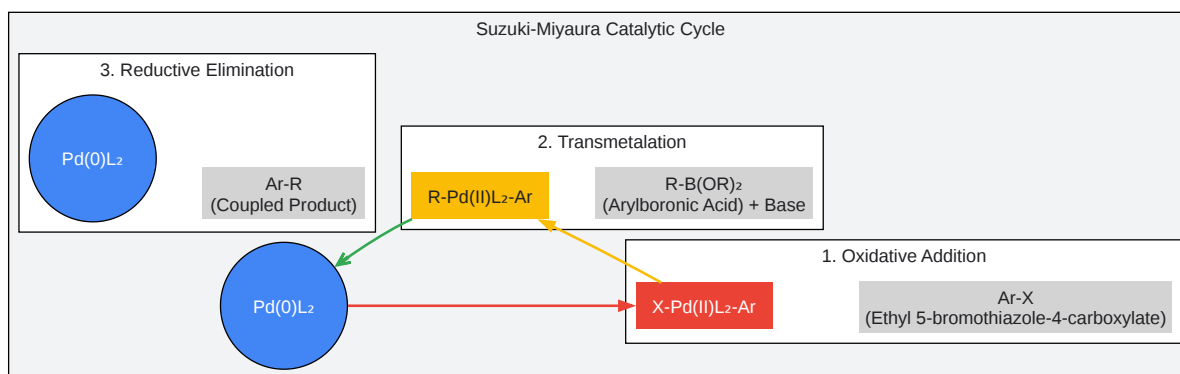 Suzuki-Miyaura Catalytic Cycle
3. Reductive Elimination
Pd(0)L₂
Ar-R
(Coupled Product)
2. Transmetalation
R-Pd(II)L₂-Ar
R-B(OR)₂
(Arylboronic Acid) + Base
1. Oxidative Addition
Pd(0)L₂
X-Pd(II)L₂-Ar
Ar-X
(Ethyl 5-bromothiazole-4-carboxylate)